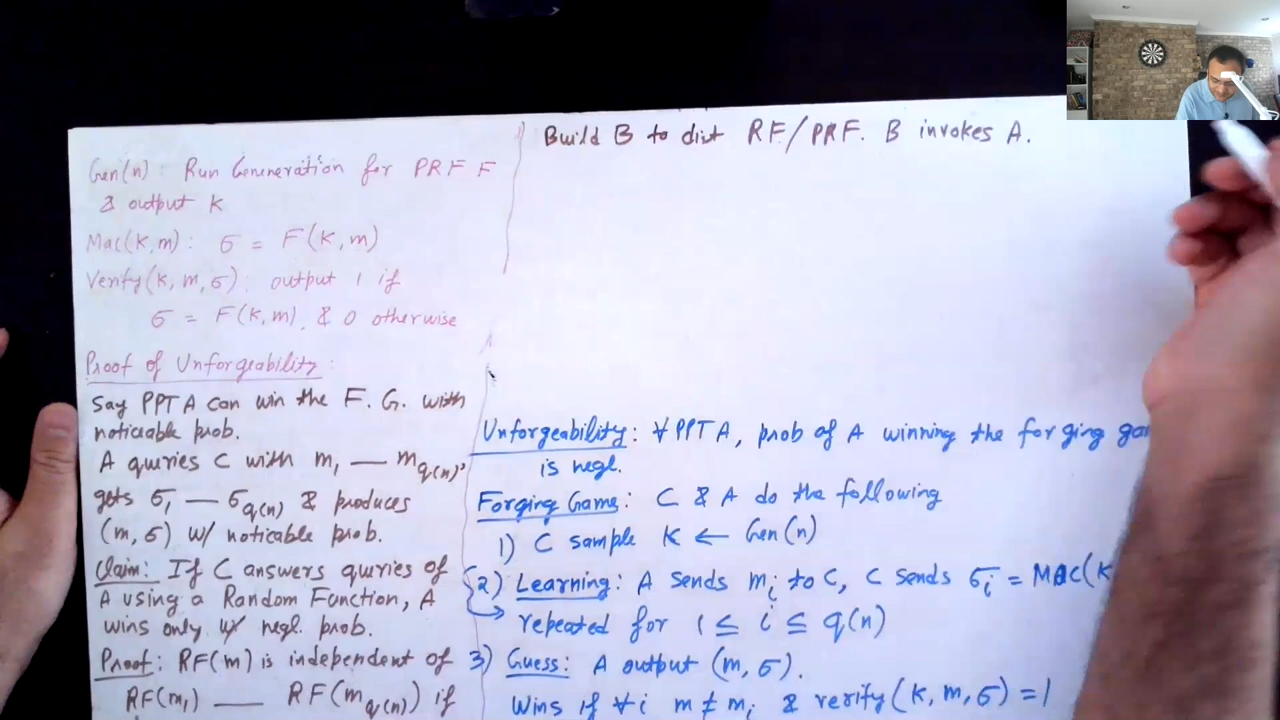 Gen(n): Run Generation for PRF F
& output K
Mac(K,m): σ = F(K,m)
Verify(K, m, σ): output 1 if
σ = F(K,m), & 0 otherwise
Proof of Unforgeability:
Say PPT A can win the F. G. with
noticable prob.
A queries C with m₁ — m_q(n),
gets σ₁ — σ_q(n) & produces
(m, σ) w/ noticable prob.
Claim: If C answers queries of
A using a Random Function, A
wins only w/ negl. prob.
Proof: RF(m) is independent of
RF(m₁) — RF(m_q(n)) if
Build B to dist RF/PRF. B invokes A.
Unforgeability: ∀ PPT A, prob of A winning the forging
is negl.
Forging Game: C & A do the following
1) C sample K ← Gen(n)
2) Learning: A sends mᵢ to C, C sends σᵢ = Mac(K
repeated for 1 ≤ i ≤ q(n)
3) Guess: A output (m, σ).
Wins if ∀i m ≠ mᵢ & verify(K, m, σ) = 1